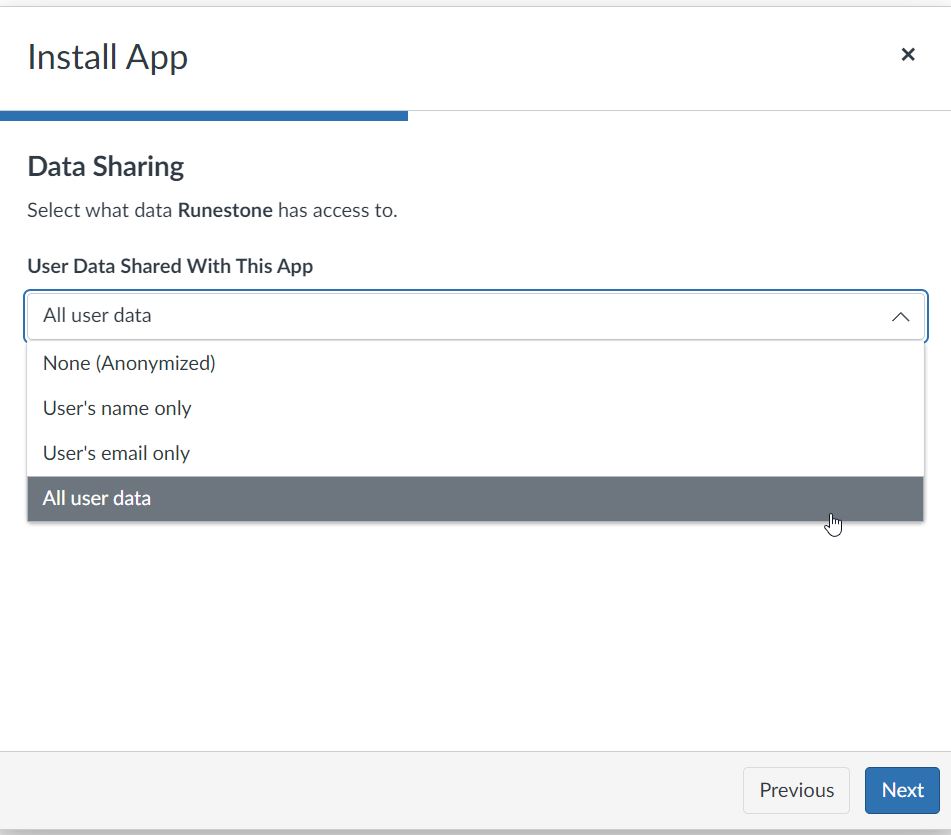 Install App
Data Sharing
Select what data Runestone has access to.
User Data Shared With This App
All user data
None (Anonymized)
User's name only
User's email only
All user data
Previous
Next